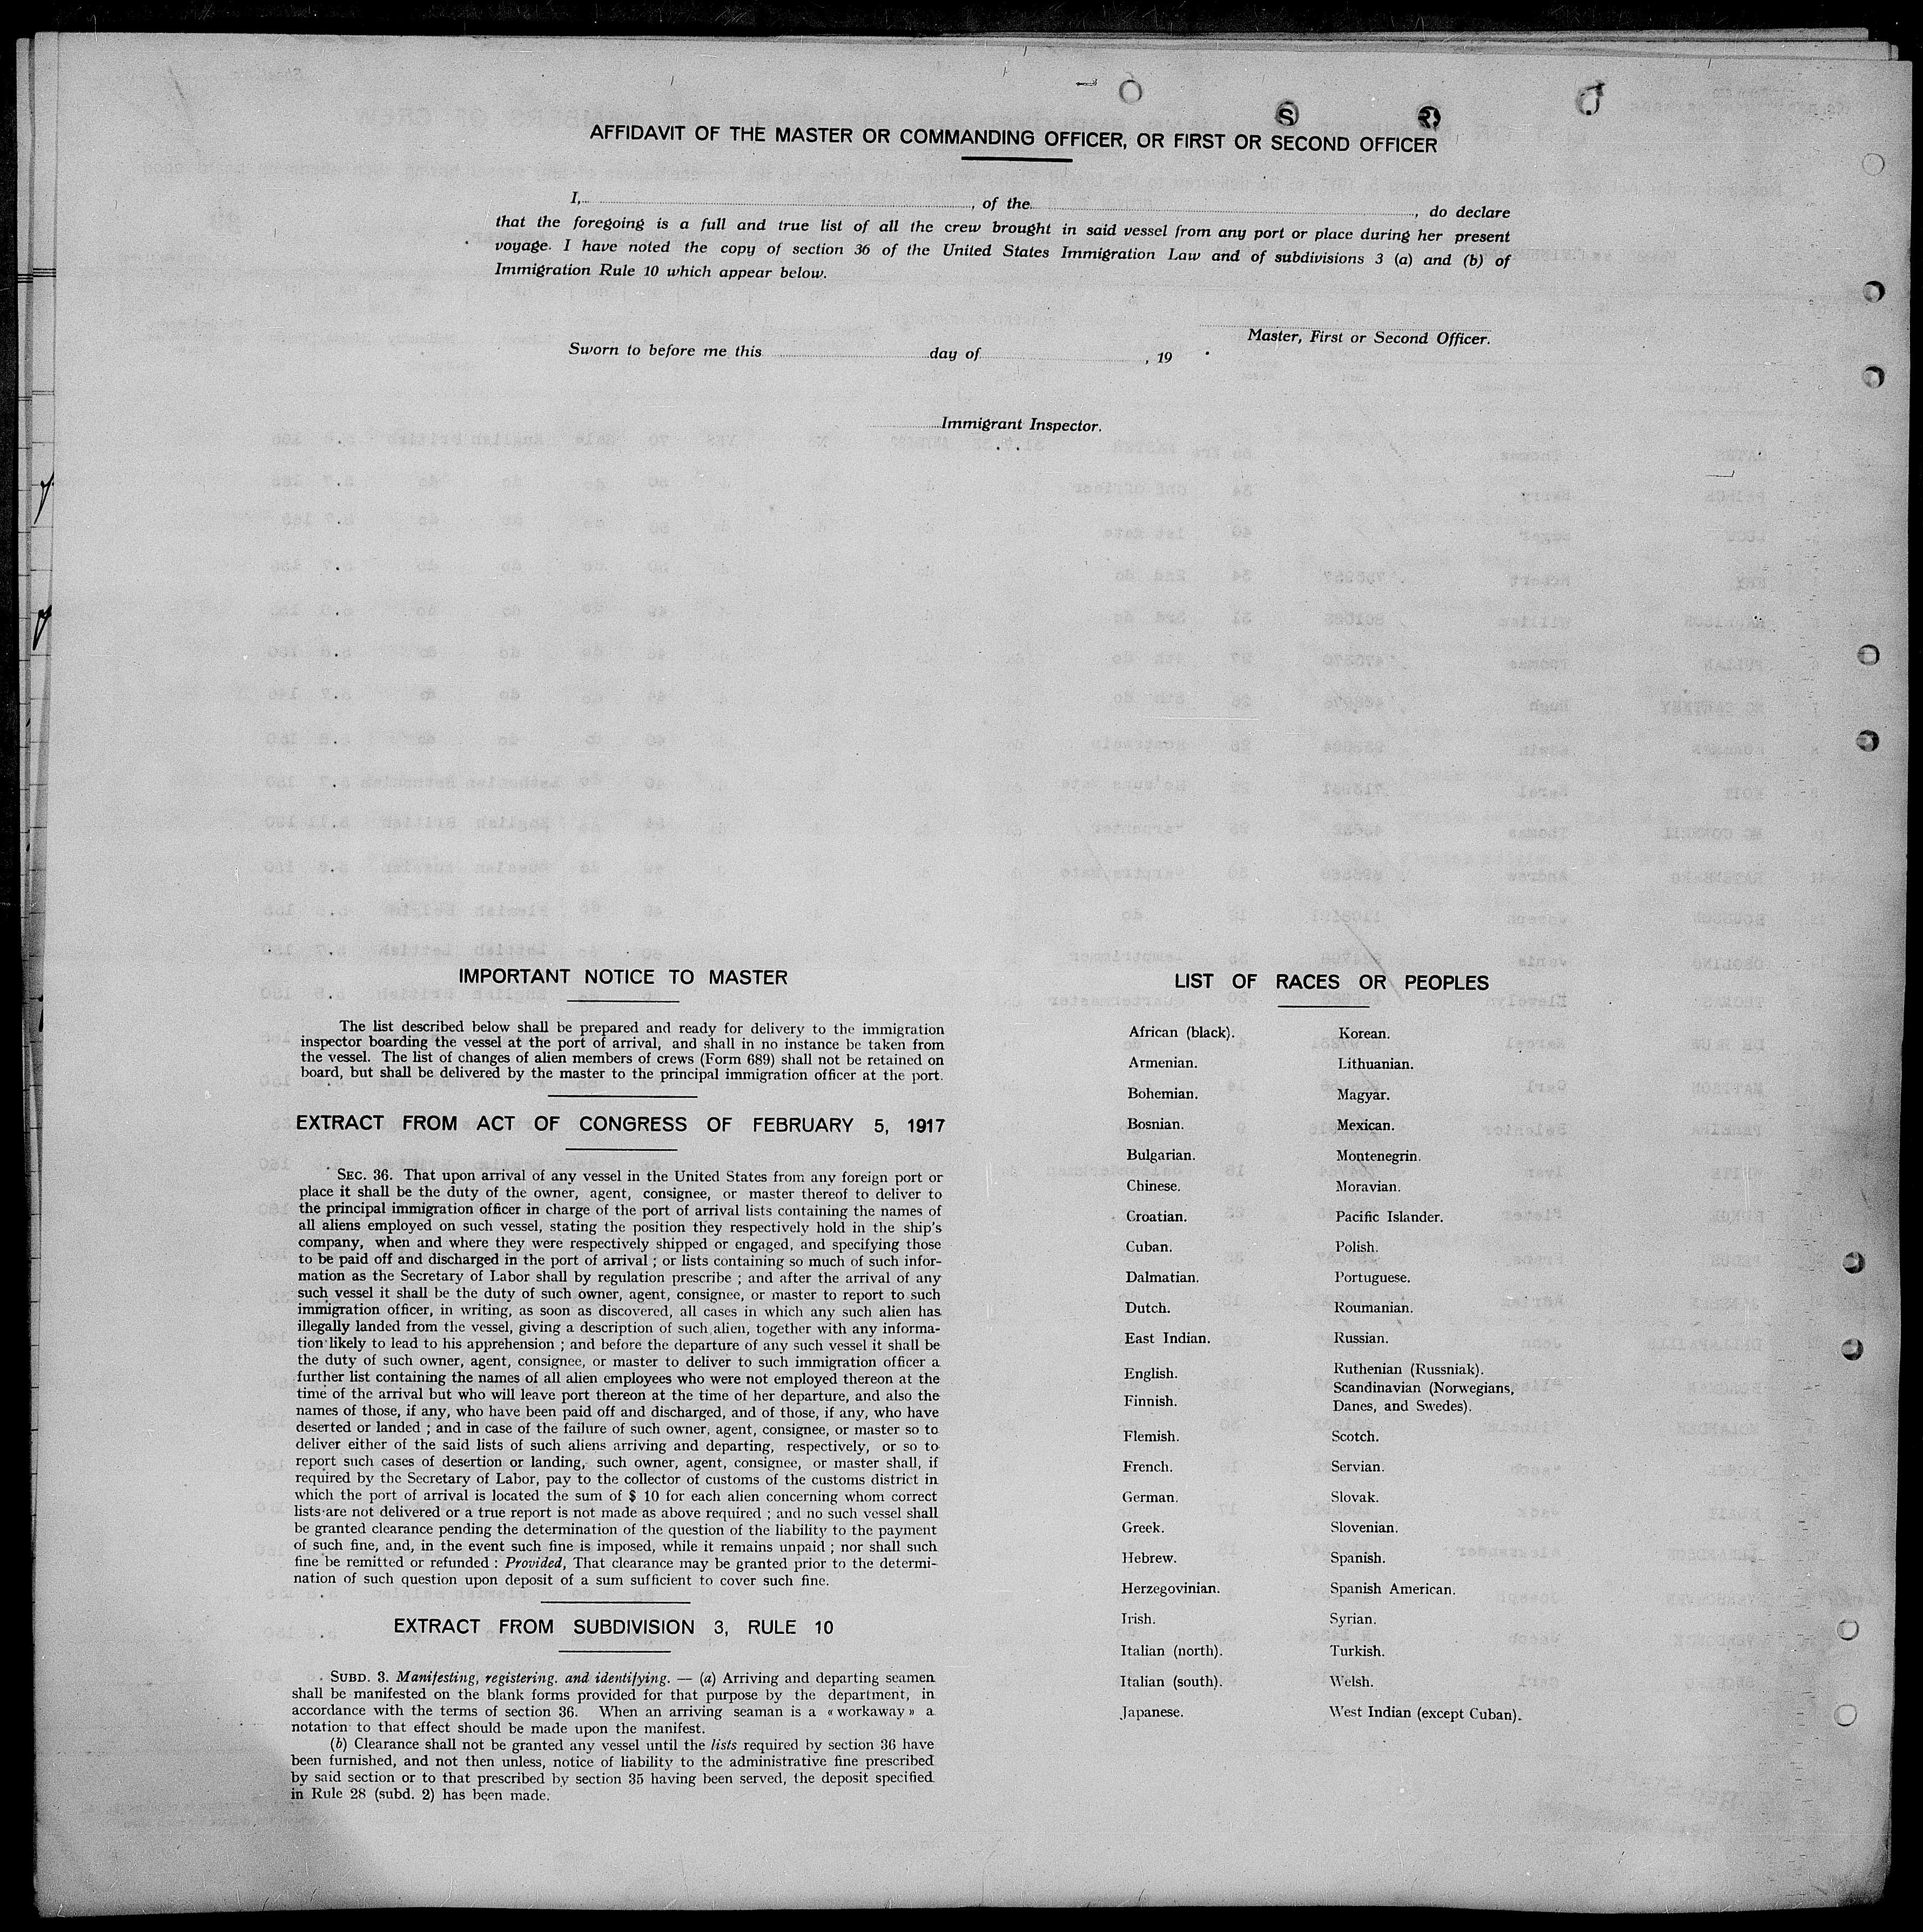 AFFIDAVIT OF THE MASTER OR COMMANDING OFFICER, OR FIRST OR SECOND OFFICER
I, , of the , do declare
that the foregoing is a full and true list of all the crew brought in said vessel from any port or place during her present
voyage. I have noted the copy of section 36 of the United States Immigration Law and of subdivisions 3 (a) and (b) of
Immigration Rule 10 which appear below.
Master, First or Second Officer.
Sworn to before me this day of , 19 .
Immigrant Inspector.
IMPORTANT NOTICE TO MASTER
The list described below shall be prepared and ready for delivery to the immigration
inspector boarding the vessel at the port of arrival, and shall in no instance be taken from
the vessel. The list of changes of alien members of crews (Form 689) shall not be retained on
board, but shall be delivered by the master to the principal immigration officer at the port.
EXTRACT FROM ACT OF CONGRESS OF FEBRUARY 5, 1917
SEC. 36. That upon arrival of any vessel in the United States from any foreign port or
place it shall be the duty of the owner, agent, consignee, or master thereof to deliver to
the principal immigration officer in charge of the port of arrival lists containing the names of
all aliens employed on such vessel, stating the position they respectively hold in the ship's
company, when and where they were respectively shipped or engaged, and specifying those
to be paid off and discharged in the port of arrival ; or lists containing so much of such infor-
mation as the Secretary of Labor shall by regulation prescribe ; and after the arrival of any
such vessel it shall be the duty of such owner, agent, consignee, or master to report to such
immigration officer, in writing, as soon as discovered, all cases in which any such alien has
illegally landed from the vessel, giving a description of such alien, together with any informa-
tion likely to lead to his apprehension ; and before the departure of any such vessel it shall be
the duty of such owner, agent, consignee, or master to deliver to such immigration officer a
further list containing the names of all alien employees who were not employed thereon at the
time of the arrival but who will leave port thereon at the time of her departure, and also the
names of those, if any, who have been paid off and discharged, and of those, if any, who have
deserted or landed ; and in case of the failure of such owner, agent, consignee, or master so to
deliver either of the said lists of such aliens arriving and departing, respectively, or so to
report such cases of desertion or landing, such owner, agent, consignee, or master shall, if
required by the Secretary of Labor, pay to the collector of customs of the customs district in
which the port of arrival is located the sum of $ 10 for each alien concerning whom correct
lists are not delivered or a true report is not made as above required ; and no such vessel shall
be granted clearance pending the determination of the question of the liability to the payment
of such fine, and, in the event such fine is imposed, while it remains unpaid ; nor shall such
fine be remitted or refunded : Provided, That clearance may be granted prior to the determi-
nation of such question upon deposit of a sum sufficient to cover such fine.
EXTRACT FROM SUBDIVISION 3, RULE 10
SUBD. 3. Manifesting, registering. and identifying. — (a) Arriving and departing seamen
shall be manifested on the blank forms provided for that purpose by the department, in
accordance with the terms of section 36. When an arriving seaman is a « workaway » a
notation to that effect should be made upon the manifest.
(b) Clearance shall not be granted any vessel until the lists required by section 36 have
been furnished, and not then unless, notice of liability to the administrative fine prescribed
by said section or to that prescribed by section 35 having been served, the deposit specified
in Rule 28 (subd. 2) has been made.
LIST OF RACES OR PEOPLES
African (black).
Armenian.
Bohemian.
Bosnian.
Bulgarian.
Chinese.
Croatian.
Cuban.
Dalmatian.
Dutch.
East Indian.
English.
Finnish.
Flemish.
French.
German.
Greek.
Hebrew.
Herzegovinian.
Irish.
Italian (north).
Italian (south).
Japanese.
Korean.
Lithuanian.
Magyar.
Mexican.
Montenegrin.
Moravian.
Pacific Islander.
Polish.
Portuguese.
Roumanian.
Russian.
Ruthenian (Russniak).
Scandinavian (Norwegians,
Danes, and Swedes).
Scotch.
Servian.
Slovak.
Slovenian.
Spanish.
Spanish American.
Syrian.
Turkish.
Welsh.
West Indian (except Cuban).